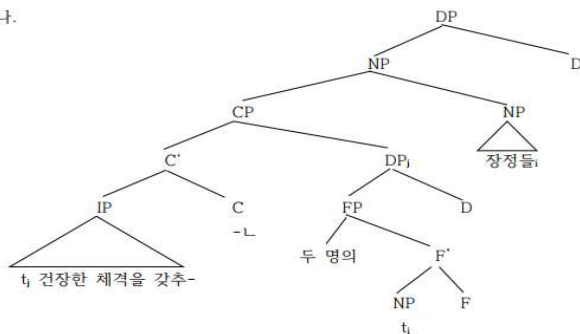 나.
DP
NP D
CP NP
C' DPⱼ 장정들ᵢ
IP C FP D
-ㄴ
두 명의 F'
tⱼ 건장한 체격을 갖추-
NP F
tᵢ